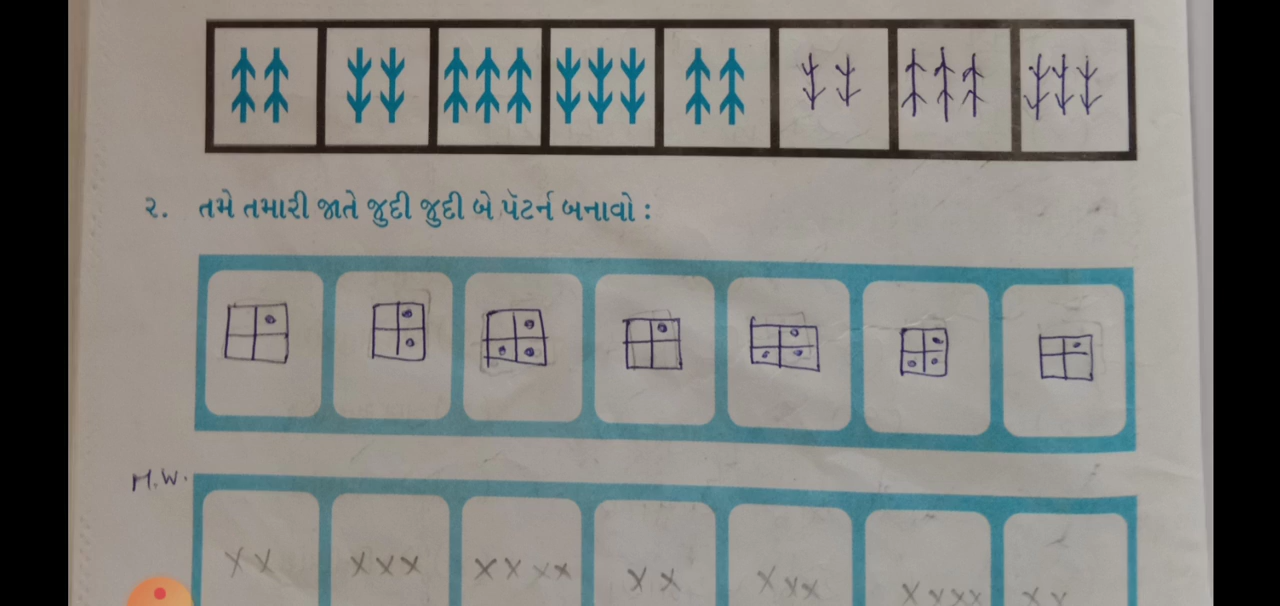 ૨. તમે તમારી જાતે જુદી જુદી બે પૅટર્ન બનાવો :
H.W.
X X X X X X X X X X X X X X X X X X X X